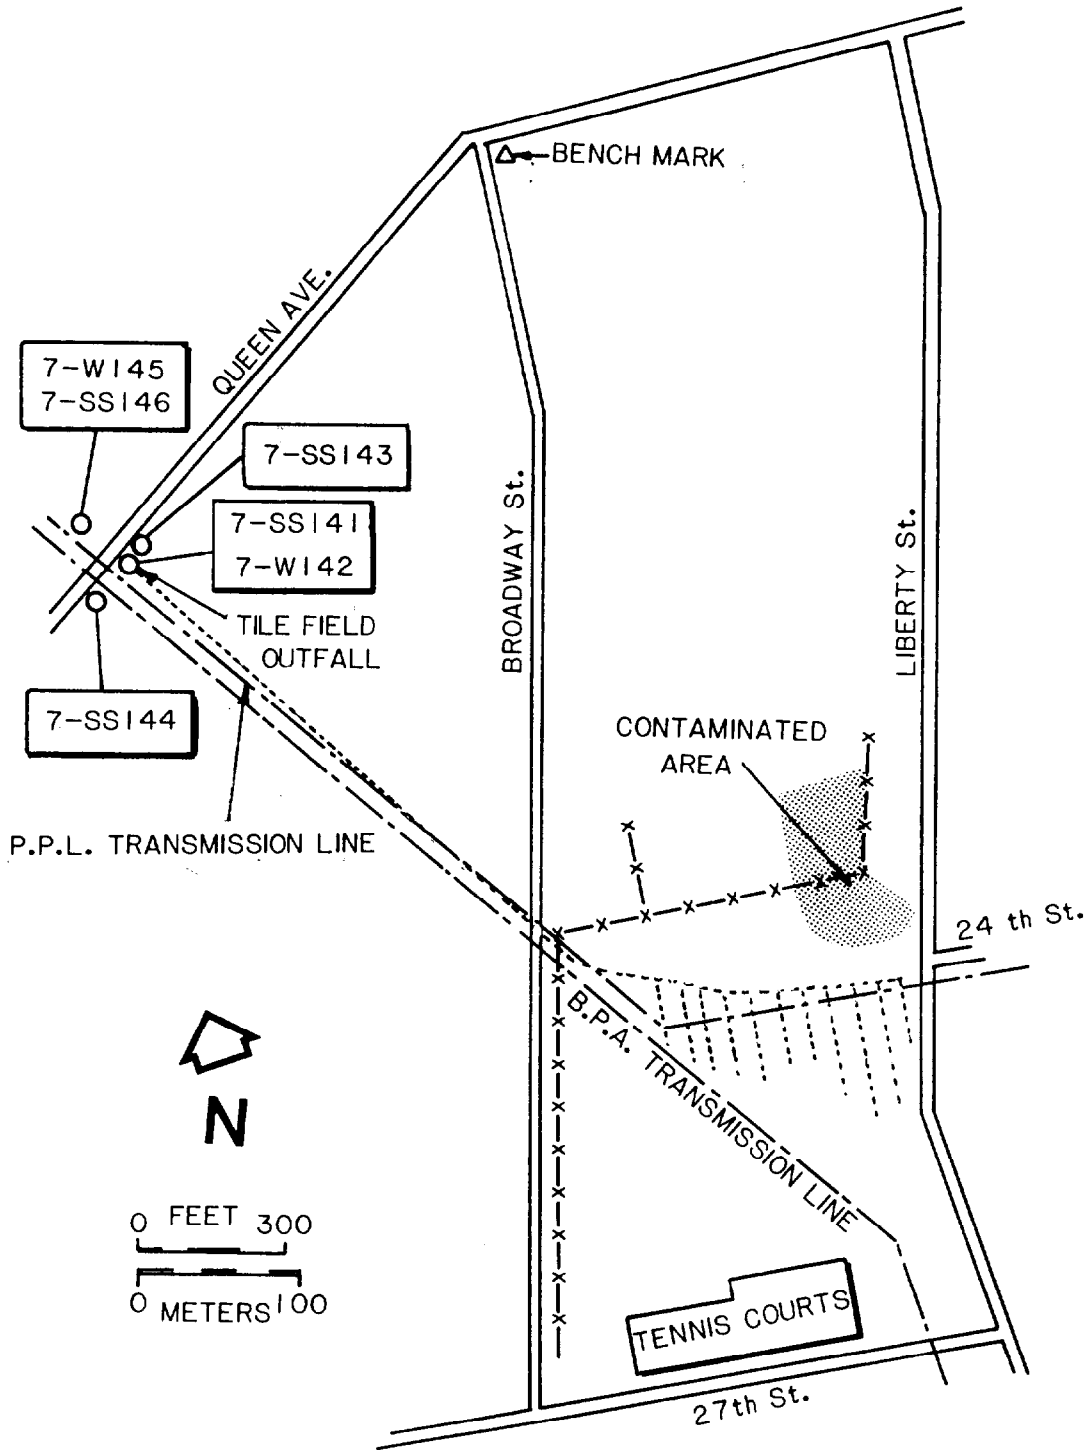 BENCH MARK
QUEEN AVE.
7-W145
7-SS146
7-SS143
7-SS141
7-W142
TILE FIELD
OUTFALL
7-SS144
P.P.L. TRANSMISSION LINE
BROADWAY St.
LIBERTY St.
CONTAMINATED
AREA
24 th St.
B.P.A. TRANSMISSION LINE
N
0 FEET 300
0 METERS 100
TENNIS COURTS
27th St.